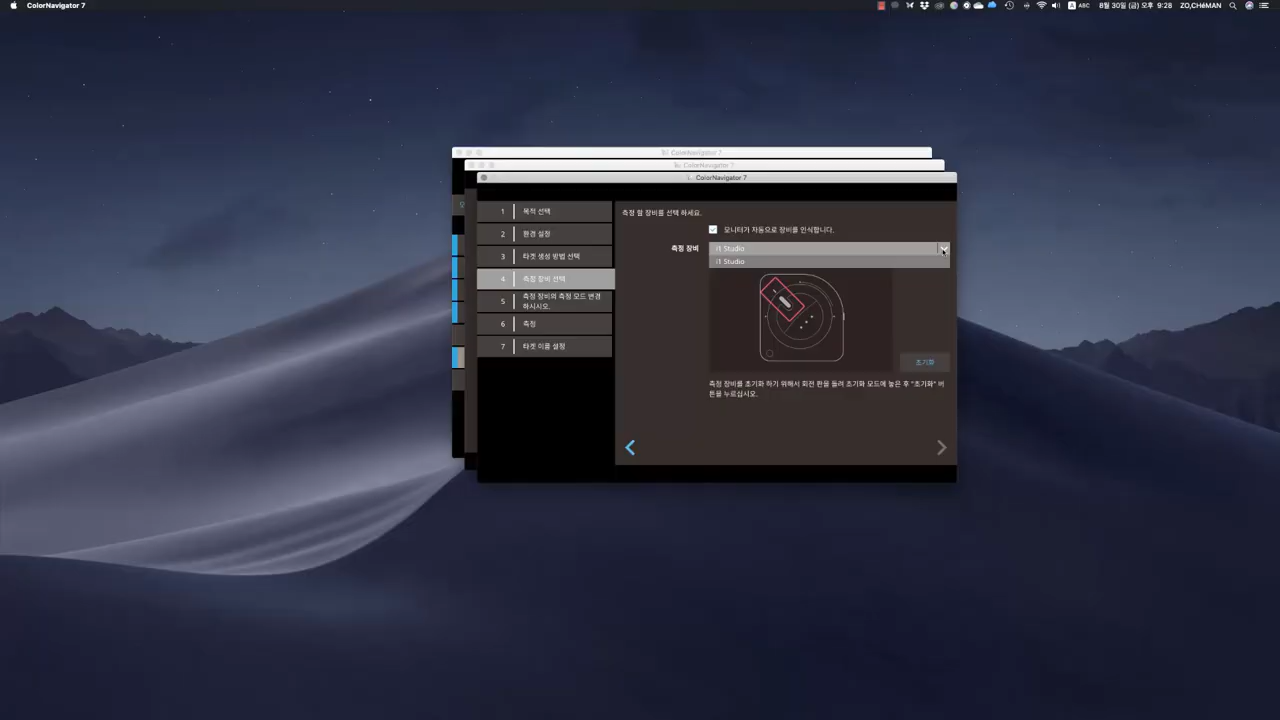 ColorNavigator 7
ABC
8월 30일 (금) 오후 9:28
ZO,CHéMAN
ColorNavigator 7
ColorNavigator 7
ColorNavigator 7
1 목적 선택
2 환경 설정
3 타겟 생성 방법 선택
4 측정 장비 선택
5 측정 장비의 측정 모드 변경
하시시오.
6 측정
7 타겟 이름 설정
측정 할 장비를 선택 하세요.
모니터가 자동으로 장비를 인식합니다.
측정 장비
i1 Studio
i1 Studio
초기화
측정 장비를 초기화 하기 위해서 회전 판을 돌려 초기화 모드에 놓은 후 "초기화" 버
튼을 누르십시오.